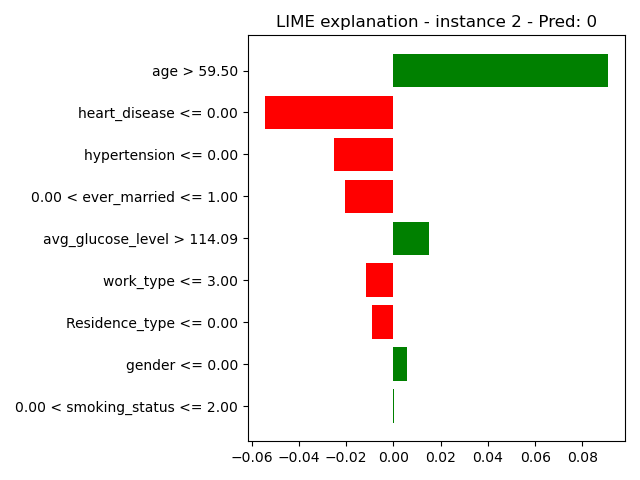 LIME explanation - instance 2 - Pred: 0
age > 59.50
heart_disease <= 0.00
hypertension <= 0.00
0.00 < ever_married <= 1.00
avg_glucose_level > 114.09
work_type <= 3.00
Residence_type <= 0.00
gender <= 0.00
0.00 < smoking_status <= 2.00
−0.06 −0.04 −0.02 0.00 0.02 0.04 0.06 0.08